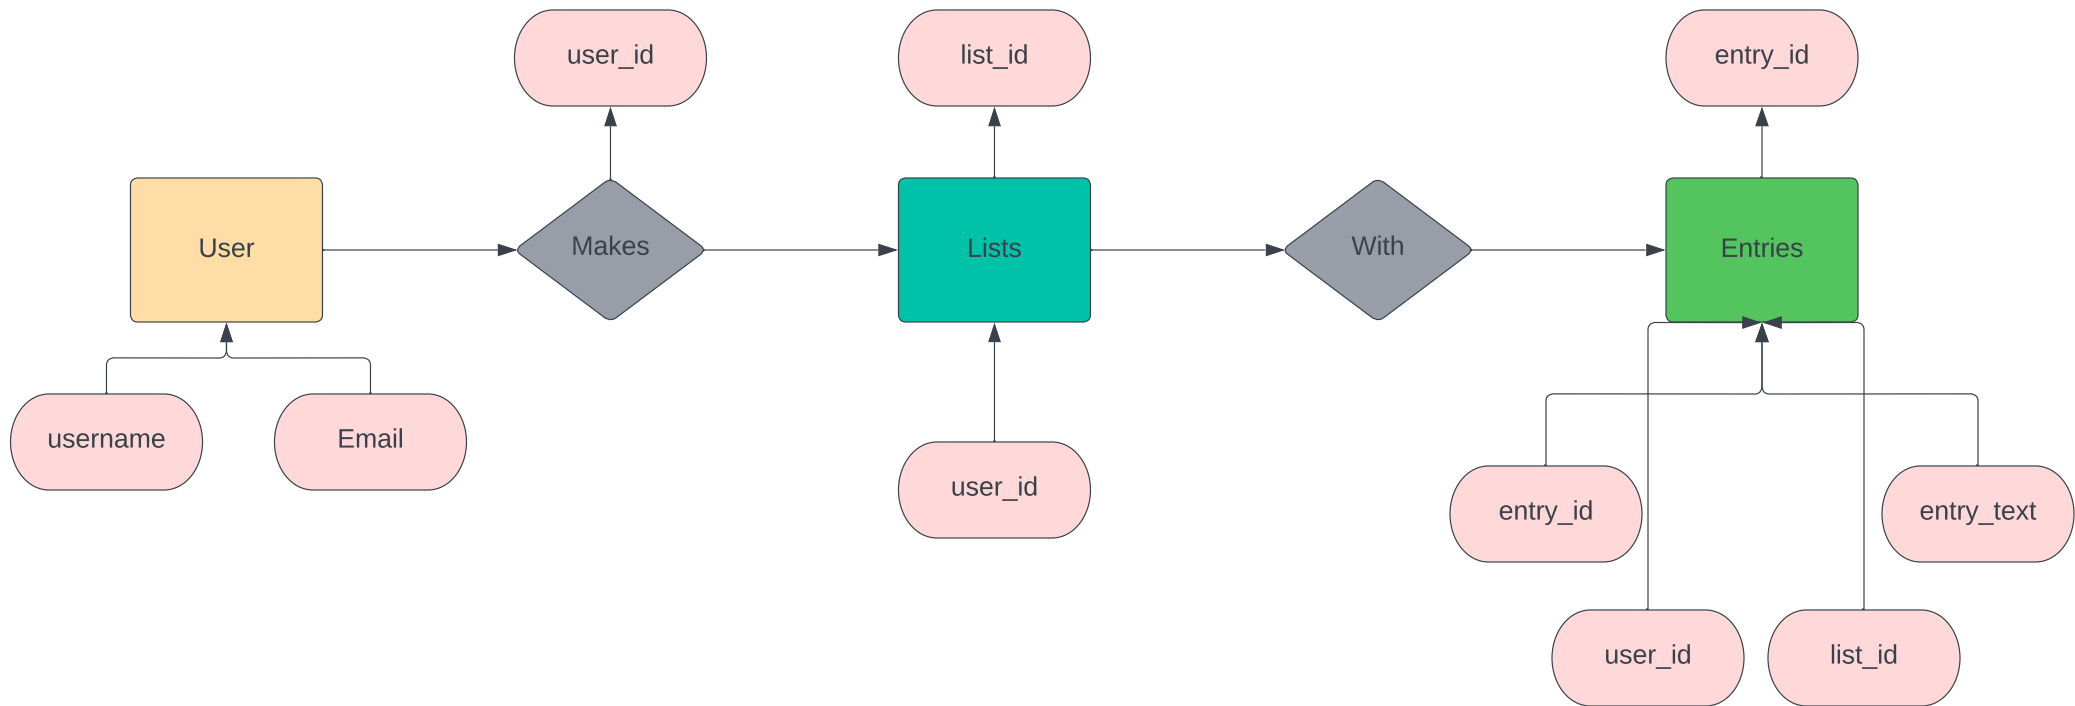 user_id
list_id
entry_id
User
Makes
Lists
With
Entries
username
Email
user_id
entry_id
entry_text
user_id
list_id